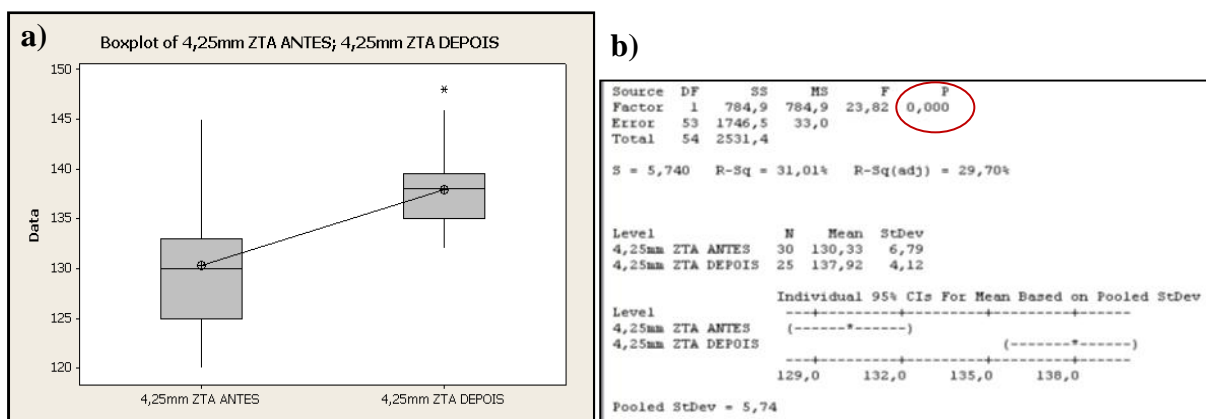 a)
Boxplot of 4,25mm ZTA ANTES; 4,25mm ZTA DEPOIS
150
145
140
135
130
125
120
Data
4,25mm ZTA ANTES 4,25mm ZTA DEPOIS
b)
Source DF SS MS F P
Factor 1 784,9 784,9 23,82 0,000
Error 53 1746,5 33,0
Total 54 2531,4
S = 5,740 R-Sq = 31,01% R-Sq(adj) = 29,70%
Level N Mean StDev
4,25mm ZTA ANTES 30 130,33 6,79
4,25mm ZTA DEPOIS 25 137,92 4,12
Individual 95% CIs For Mean Based on Pooled StDev
Level ---+---------+---------+---------+------
4,25mm ZTA ANTES (------*------)
4,25mm ZTA DEPOIS (-------*------)
---+---------+---------+---------+------
129,0 132,0 135,0 138,0
Pooled StDev = 5,74